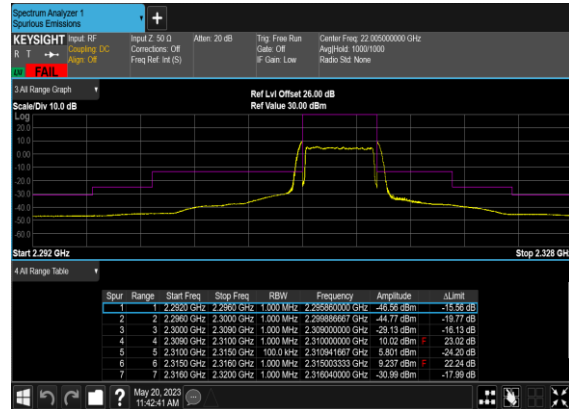 Spectrum Analyzer 1
Spurious Emissions
KEYSIGHT Input: RF Input Z: 50 Ω Atten: 20 dB Trig: Free Run Center Freq: 22.005000000 GHz
R T Coupling: DC Corrections: Off Gate: Off Avg|Hold: 1000/1000
Align: Off Freq Ref: Int (S) IF Gain: Low Radio Std: None
FAIL
3 All Range Graph
Ref Lvl Offset 26.00 dB
Scale/Div 10.0 dB Ref Value 30.00 dBm
Log
20.0
10.0
0.00
-10.0
-20.0
-30.0
-40.0
-50.0
-60.0
Start 2.292 GHz Stop 2.328 GH
4 All Range Table
Spur Range Start Freq Stop Freq RBW Frequency Amplitude ΔLimit
1 1 2.2920 GHz 2.2960 GHz 1.000 MHz 2.295860000 GHz -46.56 dBm -15.56 dB
2 2 2.2960 GHz 2.3000 GHz 1.000 MHz 2.299886667 GHz -44.77 dBm -19.77 dB
3 3 2.3000 GHz 2.3090 GHz 1.000 MHz 2.309000000 GHz -29.13 dBm -16.13 dB
4 4 2.3090 GHz 2.3100 GHz 1.000 MHz 2.310000000 GHz 10.02 dBm F 23.02 dB
5 5 2.3100 GHz 2.3150 GHz 100.0 kHz 2.310941667 GHz 5.801 dBm -24.20 dB
6 6 2.3150 GHz 2.3160 GHz 1.000 MHz 2.315003333 GHz 9.237 dBm F 22.24 dB
7 7 2.3160 GHz 2.3200 GHz 1.000 MHz 2.316040000 GHz -30.99 dBm -17.99 dB
May 20, 2023
11:42:41 AM